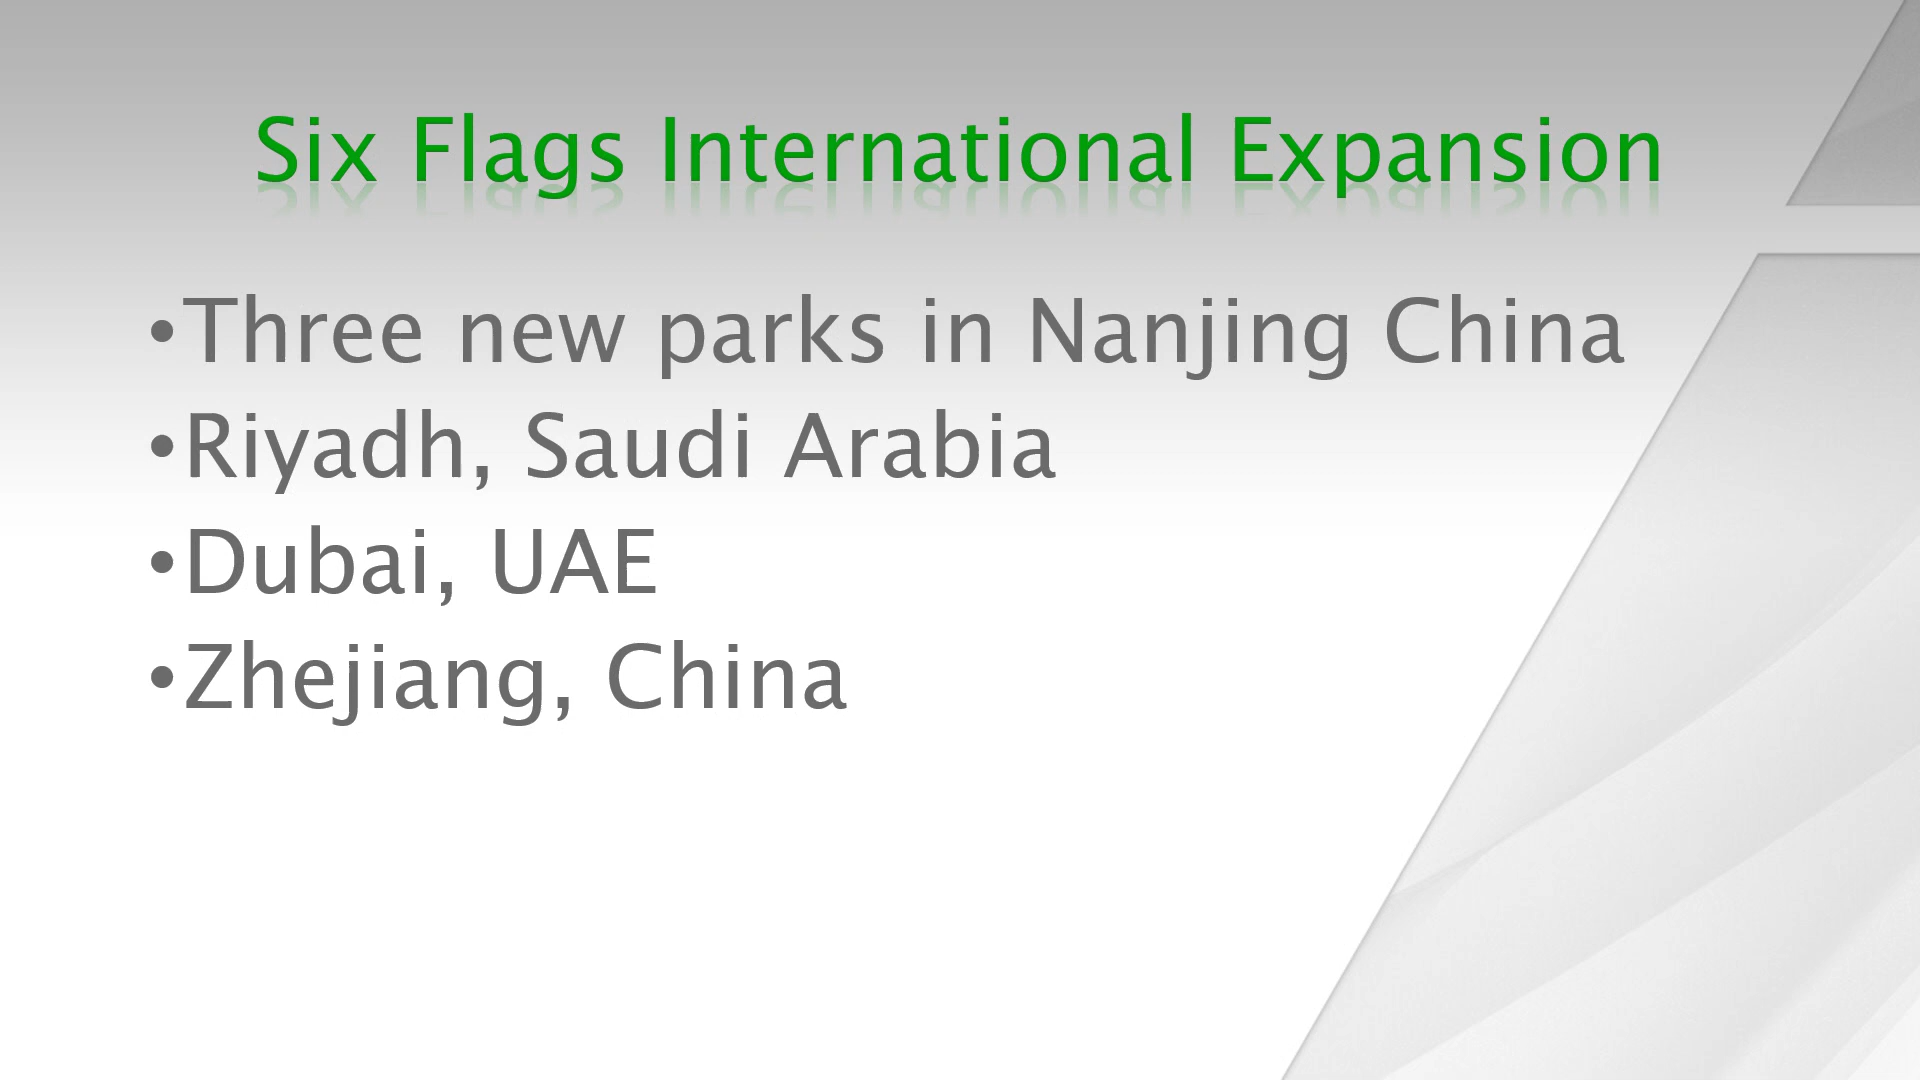 Six Flags International Expansion
•Three new parks in Nanjing China
•Riyadh, Saudi Arabia
•Dubai, UAE
•Zhejiang, China